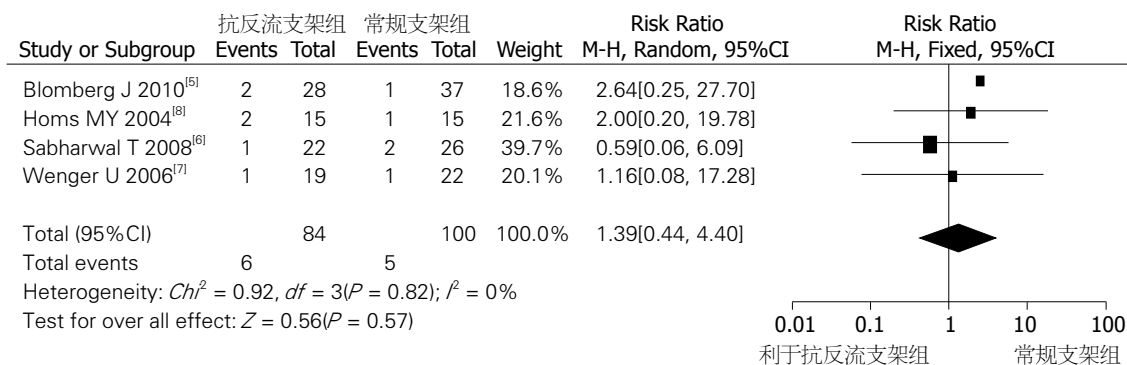 抗反流支架组 常规支架组 Risk Ratio Risk Ratio
Study or Subgroup Events Total Events Total Weight M-H, Random, 95%CI M-H, Fixed, 95%CI
Blomberg J 2010[5] 2 28 1 37 18.6% 2.64[0.25, 27.70]
Homs MY 2004[8] 2 15 1 15 21.6% 2.00[0.20, 19.78]
Sabharwal T 2008[6] 1 22 2 26 39.7% 0.59[0.06, 6.09]
Wenger U 2006[7] 1 19 1 22 20.1% 1.16[0.08, 17.28]
Total (95%CI) 84 100 100.0% 1.39[0.44, 4.40]
Total events 6 5
Heterogeneity: Chi² = 0.92, df = 3(P = 0.82); I² = 0%
Test for over all effect: Z = 0.56(P = 0.57)
0.01 0.1 1 10 100
利于抗反流支架组 常规支架组